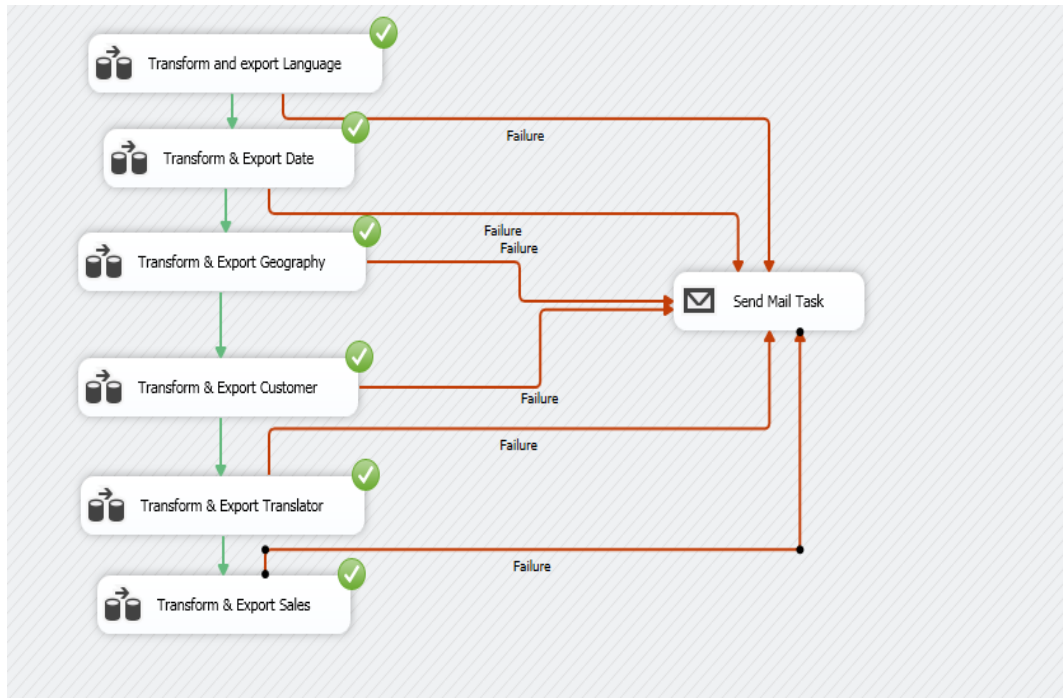 Transform and export Language
Failure
Transform & Export Date
Failure
Failure
Transform & Export Geography
Send Mail Task
Transform & Export Customer
Failure
Failure
Transform & Export Translator
Failure
Transform & Export Sales